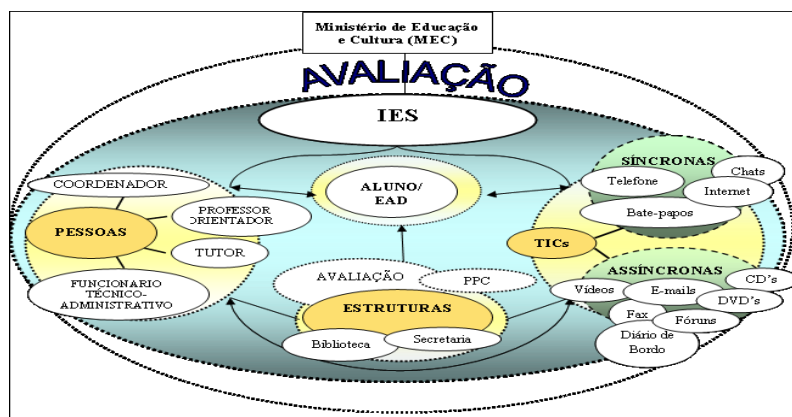 Ministério de Educação
e Cultura (MEC)
AVALIAÇÃO
IES
SÍNCRONAS
Chats
Telefone
Internet
Bate-papos
COORDENADOR
ALUNO/
EAD
PROFESSOR
ORIENTADOR
PESSOAS
TUTOR
TICs
FUNCIONARIO
TÉCNICO-
ADMINISTRATIVO
AVALIAÇÃO
PPC
ESTRUTURAS
Biblioteca
Secretaria
ASSÍNCRONAS
CD's
Vídeos
E-mails
DVD's
Fax
Fóruns
Diário de
Bordo